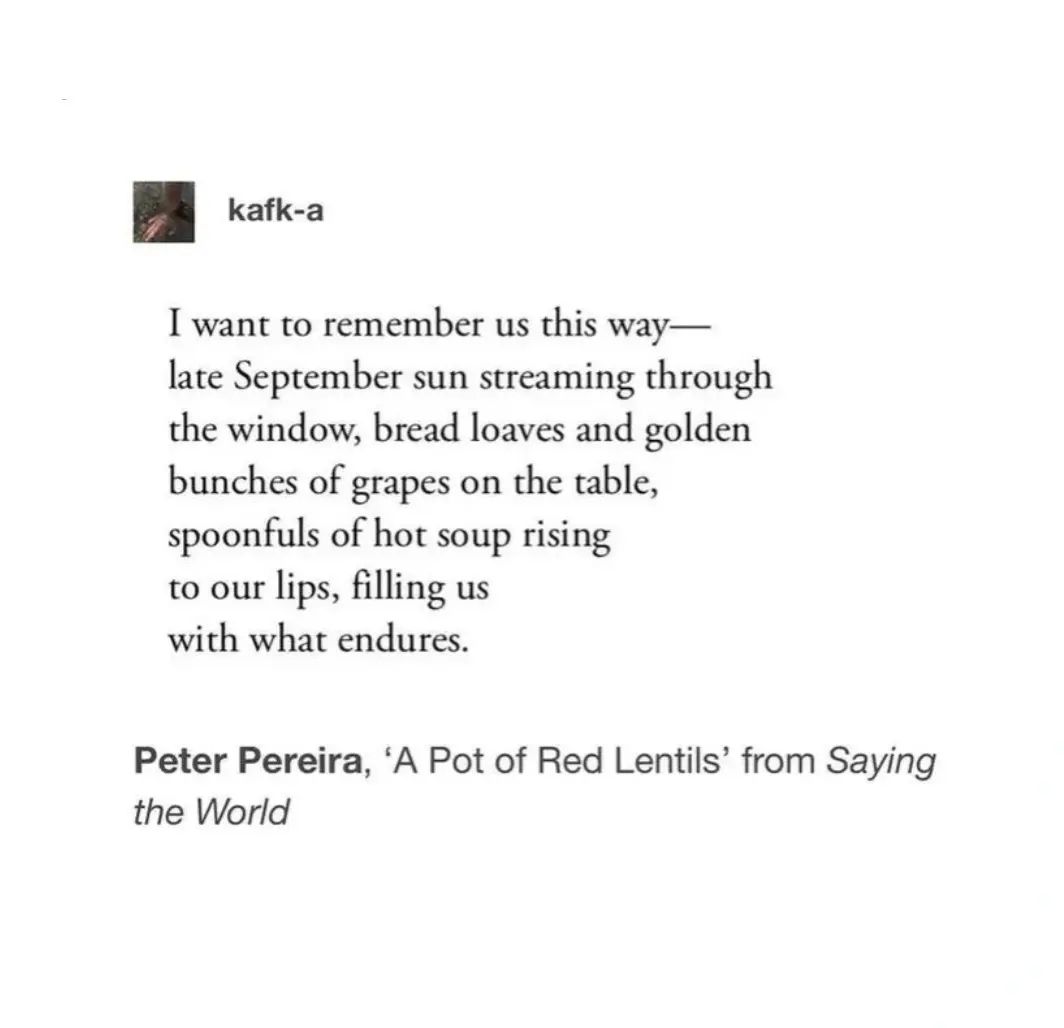 kafk-a
I want to remember us this way—
late September sun streaming through
the window, bread loaves and golden
bunches of grapes on the table,
spoonfuls of hot soup rising
to our lips, filling us
with what endures.
Peter Pereira, ‘A Pot of Red Lentils’ from Saying
the World